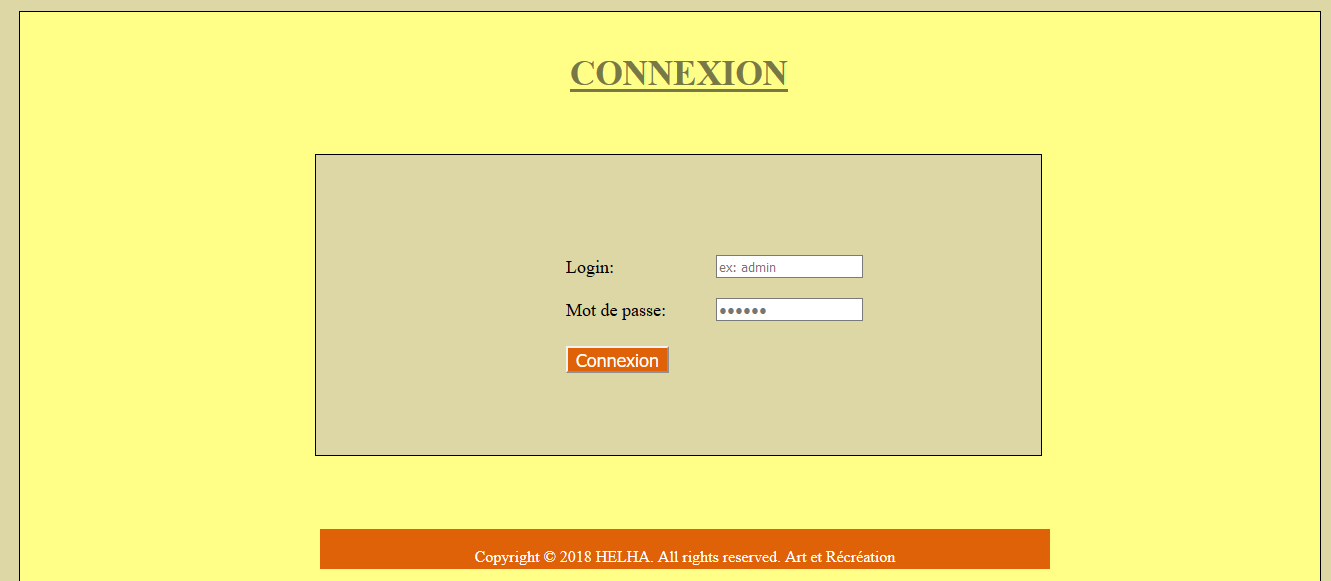 CONNEXION
Login: ex: admin
Mot de passe: ●●●●●●
Connexion
Copyright © 2018 HELHA. All rights reserved. Art et Récréation